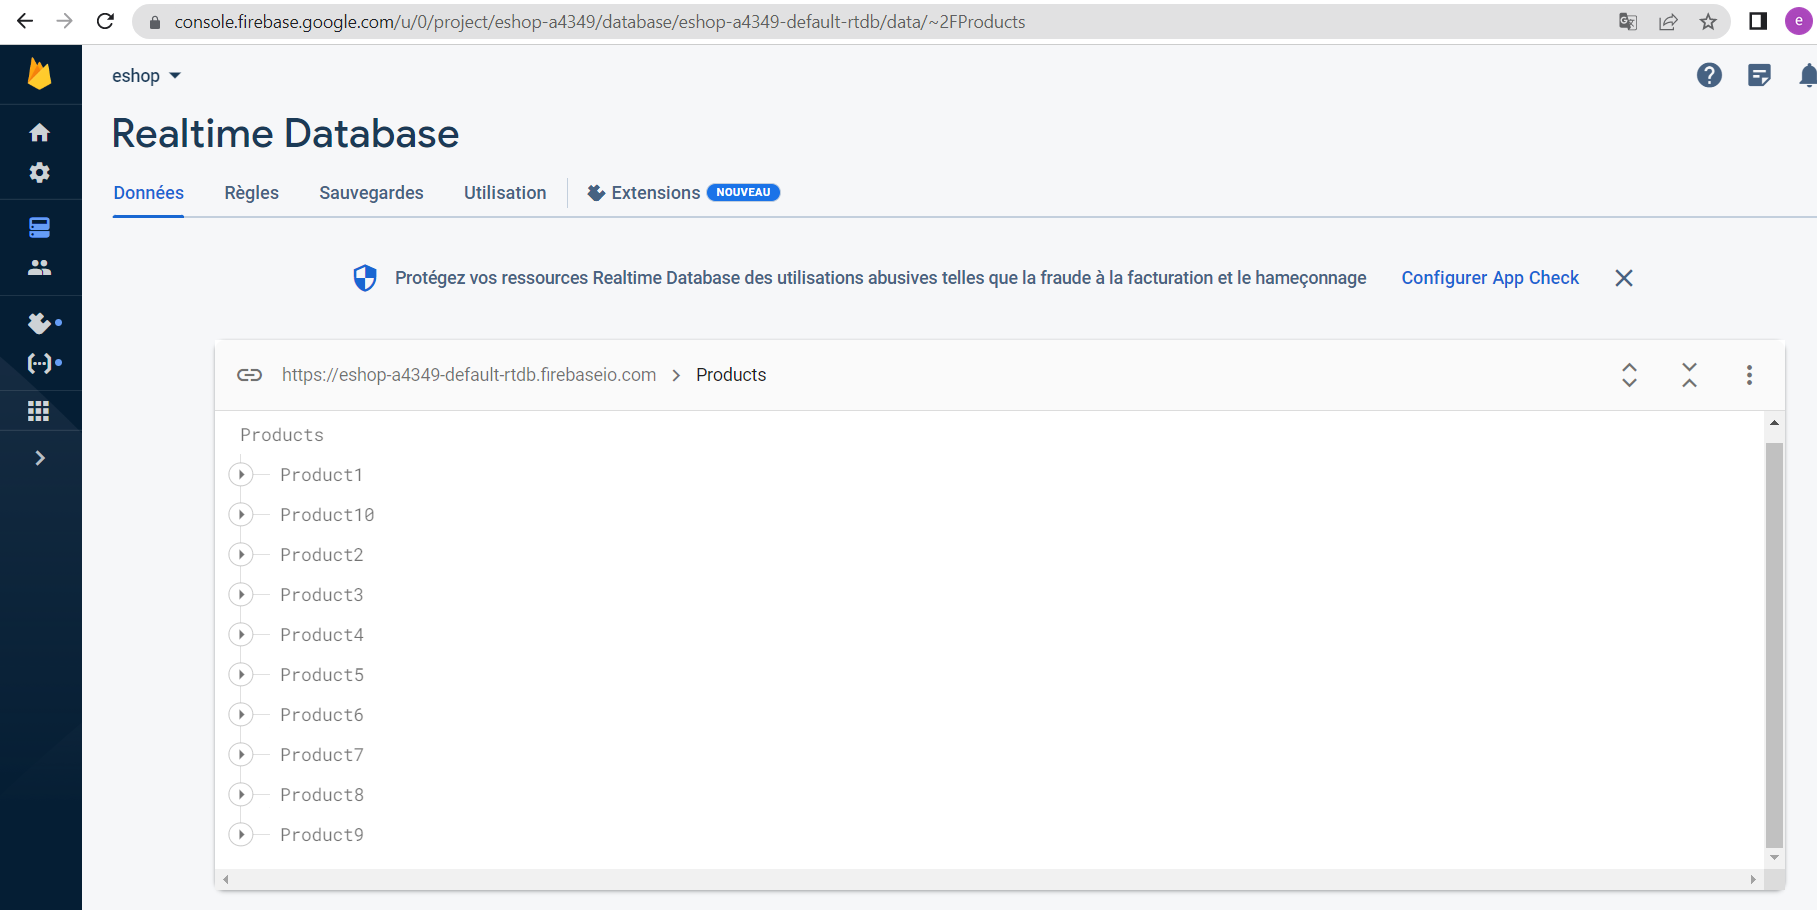 console.firebase.google.com/u/0/project/eshop-a4349/database/eshop-a4349-default-rtdb/data/~2FProducts
e
eshop
Realtime Database
Données Règles Sauvegardes Utilisation Extensions NOUVEAU
Protégez vos ressources Realtime Database des utilisations abusives telles que la fraude à la facturation et le hameçonnage Configurer App Check
https://eshop-a4349-default-rtdb.firebaseio.com > Products
Products
Product1
Product10
Product2
Product3
Product4
Product5
Product6
Product7
Product8
Product9